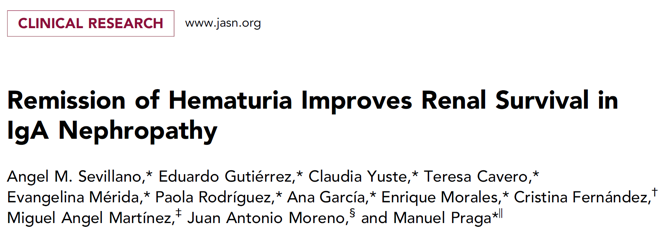 CLINICAL RESEARCH www.jasn.org
Remission of Hematuria Improves Renal Survival in
IgA Nephropathy
Angel M. Sevillano,* Eduardo Gutiérrez,* Claudia Yuste,* Teresa Cavero,*
Evangelina Mérida,* Paola Rodríguez,* Ana García,* Enrique Morales,* Cristina Fernández,†
Miguel Angel Martínez,‡ Juan Antonio Moreno,§ and Manuel Praga*‖